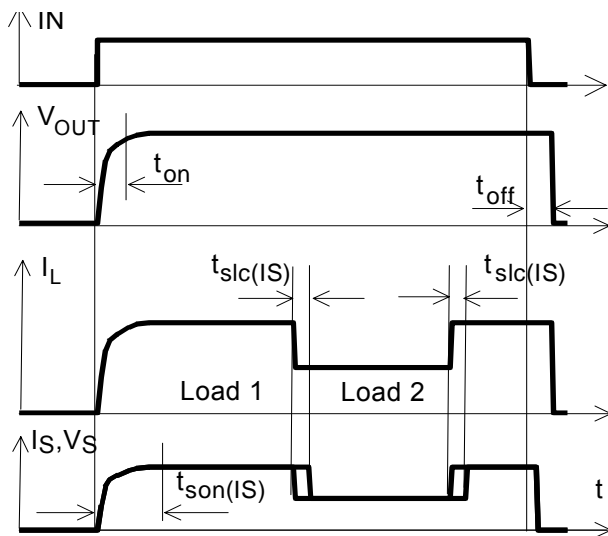 IN
VOUT
ton
toff
IL
tslc(IS) tslc(IS)
Load 1 Load 2
IS,VS
tson(IS)
t